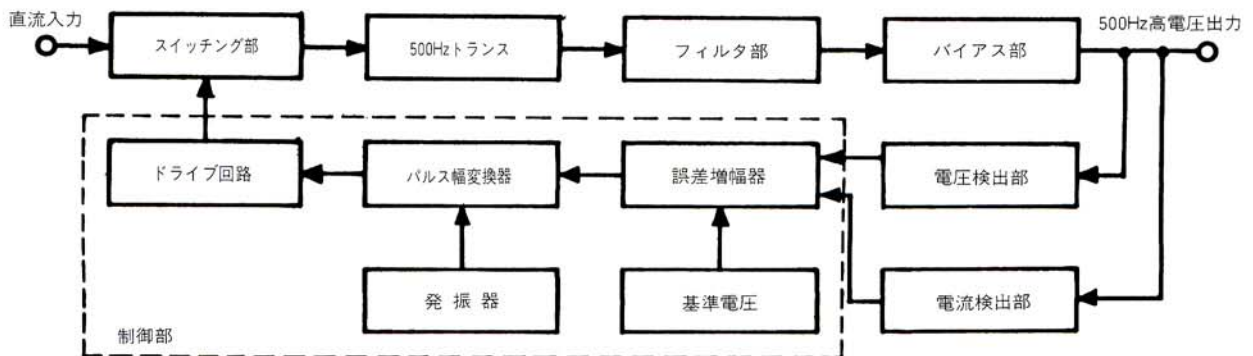 直流入力
スイッチング部
500Hzトランス
フィルタ部
バイアス部
500Hz高電圧出力
ドライブ回路
パルス幅変換器
誤差増幅器
電圧検出部
発振器
基準電圧
電流検出部
制御部